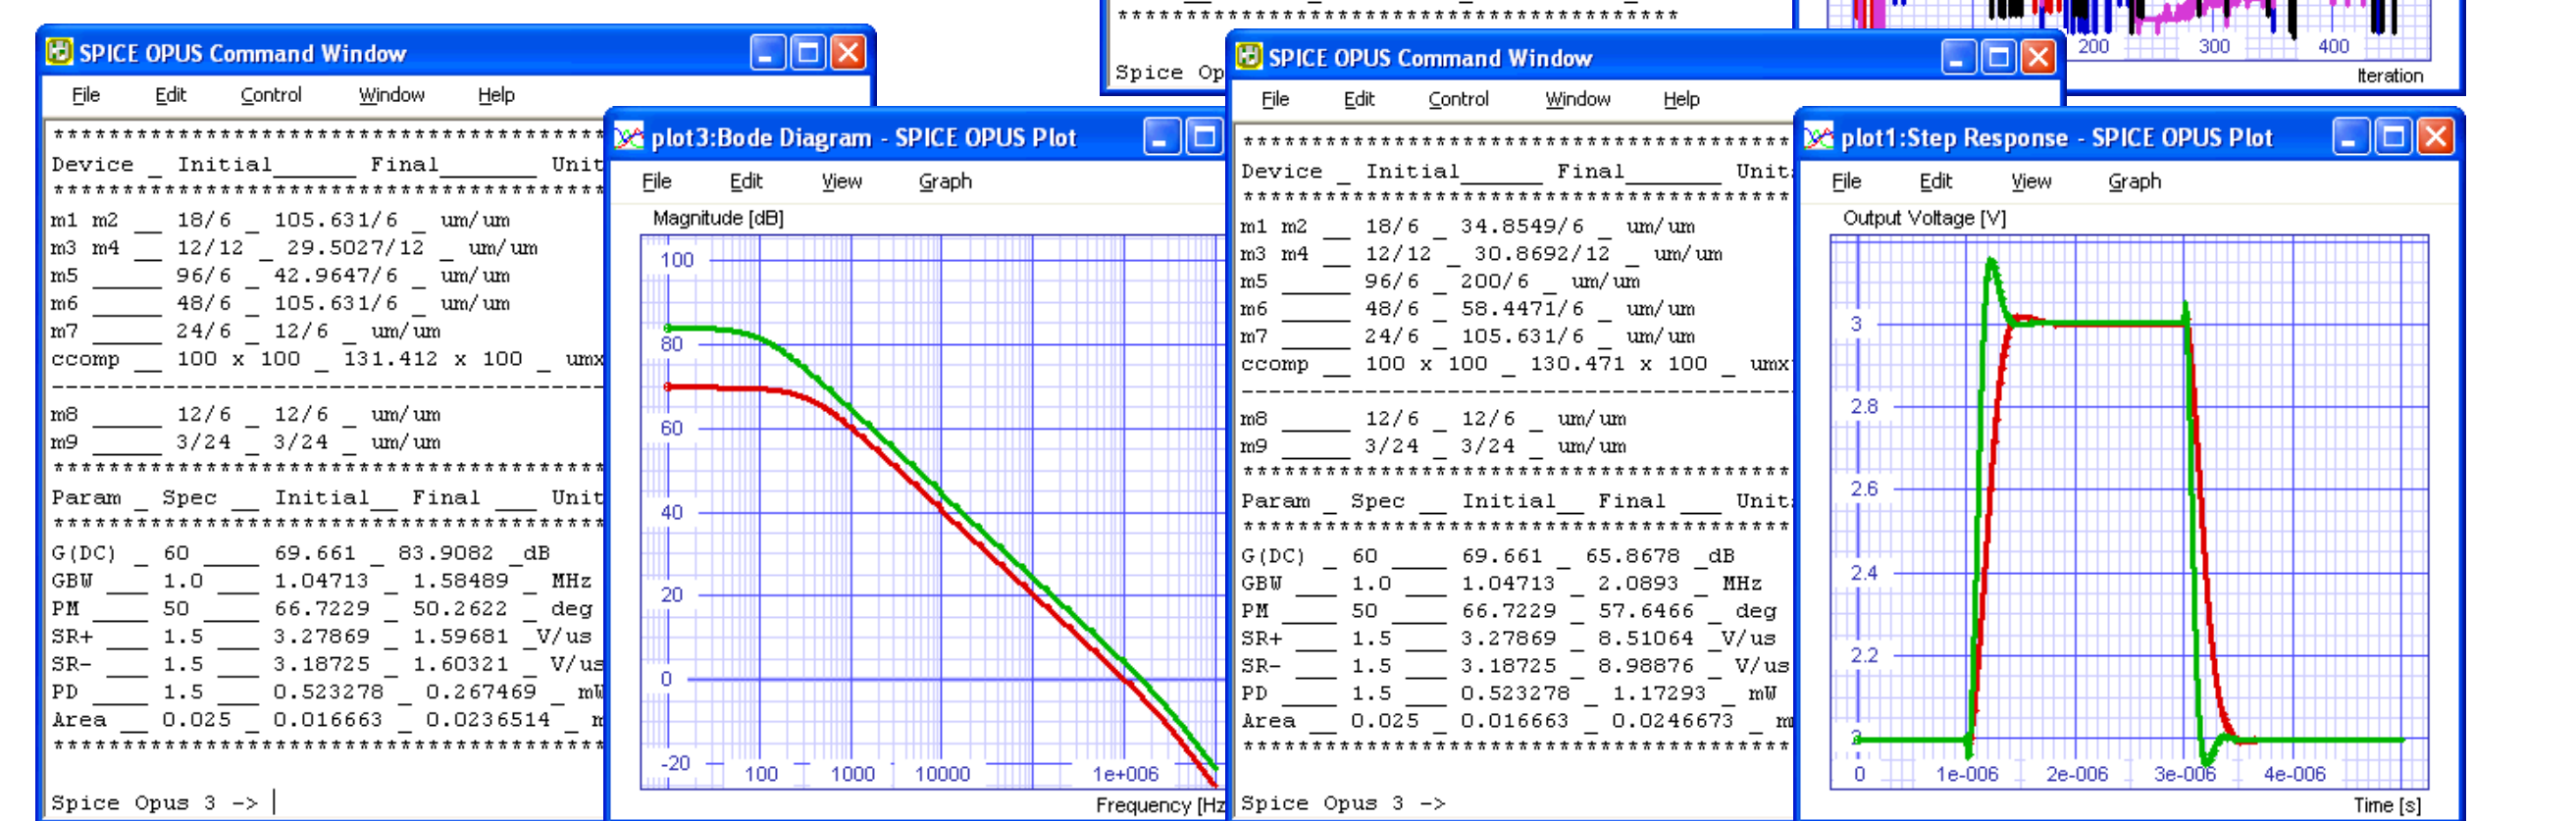 SPICE OPUS Command Window
File Edit Control Window Help
****************************************
Device _ Initial______ Final_______ Unit
****************************************
m1 m2 __ 18/6 _ 105.631/6 _ um/um
m3 m4 __ 12/12 _ 29.5027/12 _ um/um
m5 _____ 96/6 _ 42.9647/6 _ um/um
m6 _____ 48/6 _ 105.631/6 _ um/um
m7 _____ 24/6 _ 12/6 _ um/um
ccomp __ 100 x 100 _ 131.412 x 100 _ umx
----------------------------------------
m8 _____ 12/6 _ 12/6 _ um/um
m9 _____ 3/24 _ 3/24 _ um/um
****************************************
Param _ Spec __ Initial__ Final ___ Unit
****************************************
G(DC) _ 60 ____ 69.661 _ 83.9082 _dB
GBW ___ 1.0 ___ 1.04713 _ 1.58489 _ MHz
PM ____ 50 ____ 66.7229 _ 50.2622 _ deg
SR+ ___ 1.5 ___ 3.27869 _ 1.59681 _V/us
SR- ___ 1.5 ___ 3.18725 _ 1.60321 _ V/us
PD ____ 1.5 ___ 0.523278 _ 0.267469 _ mW
Area __ 0.025 _ 0.016663 _ 0.0236514 _ m
****************************************
Spice Opus 3 -> |
plot3:Bode Diagram - SPICE OPUS Plot
File Edit View Graph
Magnitude [dB]
100
80
60
40
20
0
-20
100 1000 10000 1e+006
Frequency [Hz
*****************************************
Spice Op
SPICE OPUS Command Window
File Edit Control Window Help
****************************************
Device _ Initial______ Final_______ Unit
****************************************
m1 m2 __ 18/6 _ 34.8549/6 _ um/um
m3 m4 __ 12/12 _ 30.8692/12 _ um/um
m5 _____ 96/6 _ 200/6 _ um/um
m6 _____ 48/6 _ 58.4471/6 _ um/um
m7 _____ 24/6 _ 105.631/6 _ um/um
ccomp __ 100 x 100 _ 130.471 x 100 _ umx
----------------------------------------
m8 _____ 12/6 _ 12/6 _ um/um
m9 _____ 3/24 _ 3/24 _ um/um
****************************************
Param _ Spec __ Initial__ Final ___ Unit
****************************************
G(DC) _ 60 ____ 69.661 _ 65.8678 _dB
GBW ___ 1.0 ___ 1.04713 _ 2.0893 _ MHz
PM ____ 50 ____ 66.7229 _ 57.6466 _ deg
SR+ ___ 1.5 ___ 3.27869 _ 8.51064 _V/us
SR- ___ 1.5 ___ 3.18725 _ 8.98876 _ V/us
PD ____ 1.5 ___ 0.523278 _ 1.17293 _ mW
Area __ 0.025 _ 0.016663 _ 0.0246673 _ m
****************************************
Spice Opus 3 ->
200 300 400
Iteration
plot1:Step Response - SPICE OPUS Plot
File Edit View Graph
Output Voltage [V]
3
2.8
2.6
2.4
2.2
2
0 1e-006 2e-006 3e-006 4e-006
Time [s]